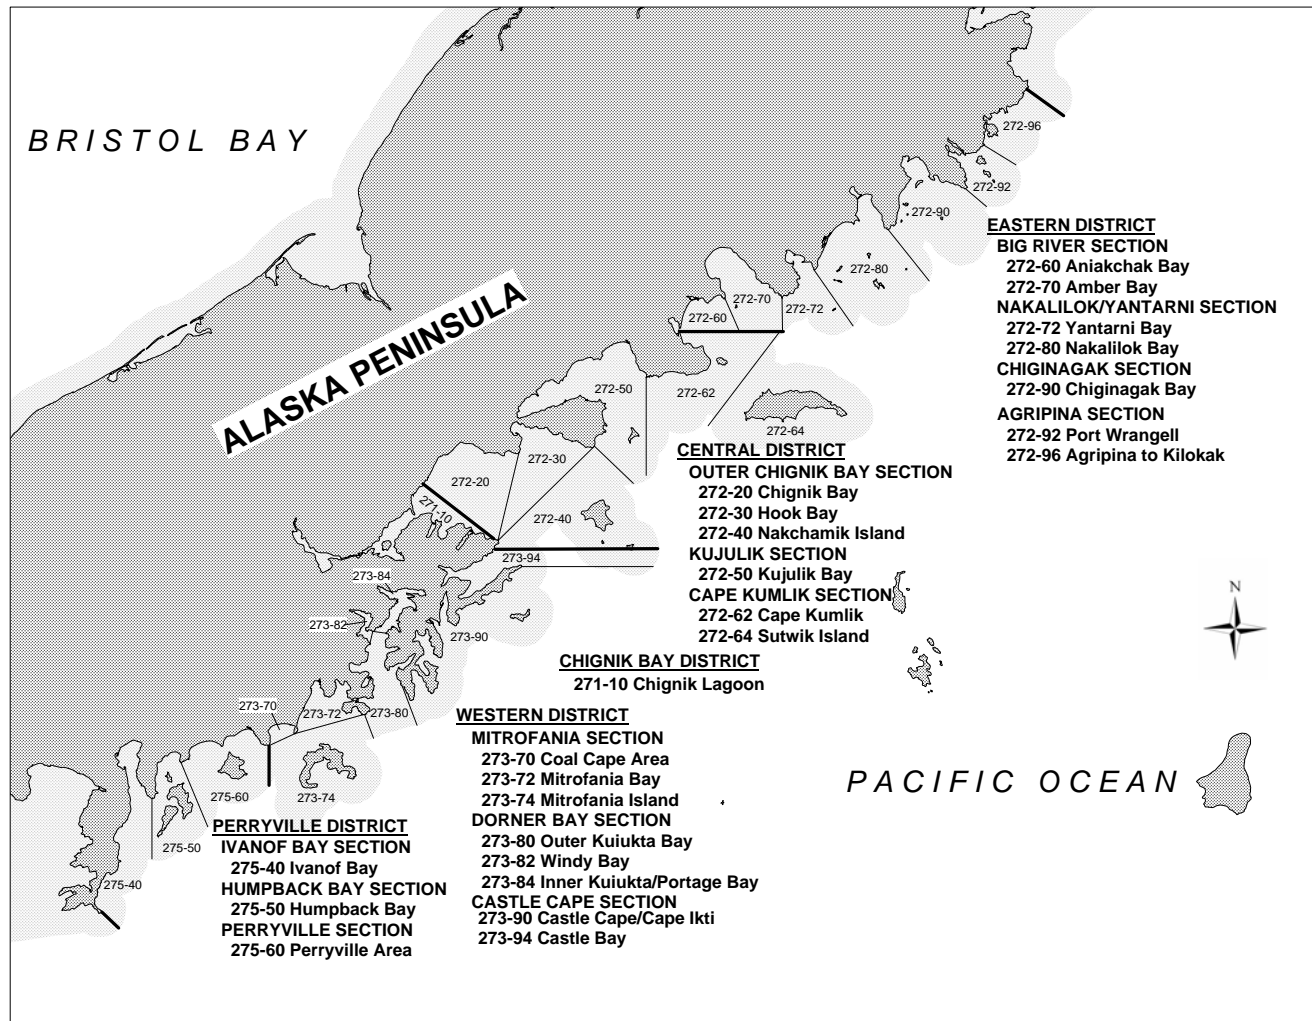 BRISTOL BAY
ALASKA PENINSULA
PACIFIC OCEAN
N
272-96
272-92
272-90
272-80
272-72
272-70
272-60
272-62
272-64
272-50
272-30
272-20
271-10
272-40
273-94
273-84
273-82
273-90
273-80
273-72
273-70
273-74
275-60
275-50
275-40
EASTERN DISTRICT
BIG RIVER SECTION
272-60 Aniakchak Bay
272-70 Amber Bay
NAKALILOK/YANTARNI SECTION
272-72 Yantarni Bay
272-80 Nakalilok Bay
CHIGINAGAK SECTION
272-90 Chiginagak Bay
AGRIPINA SECTION
272-92 Port Wrangell
272-96 Agripina to Kilokak
CENTRAL DISTRICT
OUTER CHIGNIK BAY SECTION
272-20 Chignik Bay
272-30 Hook Bay
272-40 Nakchamik Island
KUJULIK SECTION
272-50 Kujulik Bay
CAPE KUMLIK SECTION
272-62 Cape Kumlik
272-64 Sutwik Island
CHIGNIK BAY DISTRICT
271-10 Chignik Lagoon
WESTERN DISTRICT
MITROFANIA SECTION
273-70 Coal Cape Area
273-72 Mitrofania Bay
273-74 Mitrofania Island
DORNER BAY SECTION
273-80 Outer Kuiukta Bay
273-82 Windy Bay
273-84 Inner Kuiukta/Portage Bay
CASTLE CAPE SECTION
273-90 Castle Cape/Cape Ikti
273-94 Castle Bay
PERRYVILLE DISTRICT
IVANOF BAY SECTION
275-40 Ivanof Bay
HUMPBACK BAY SECTION
275-50 Humpback Bay
PERRYVILLE SECTION
275-60 Perryville Area